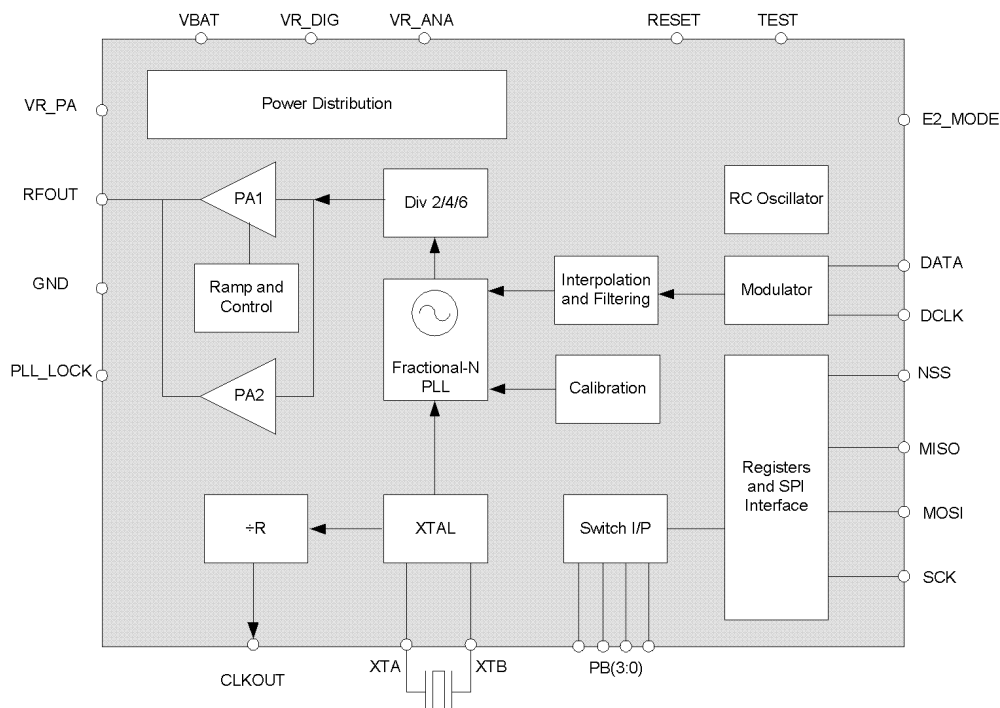 VBAT
VR_DIG
VR_ANA
RESET
TEST
VR_PA
Power Distribution
E2_MODE
RFOUT
PA1
Div 2/4/6
RC Oscillator
GND
Ramp and
Control
Interpolation
and Filtering
Modulator
DATA
DCLK
PLL_LOCK
PA2
Fractional-N
PLL
Calibration
NSS
MISO
Registers
and SPI
Interface
MOSI
SCK
÷R
XTAL
Switch I/P
CLKOUT
XTA
XTB
PB(3:0)